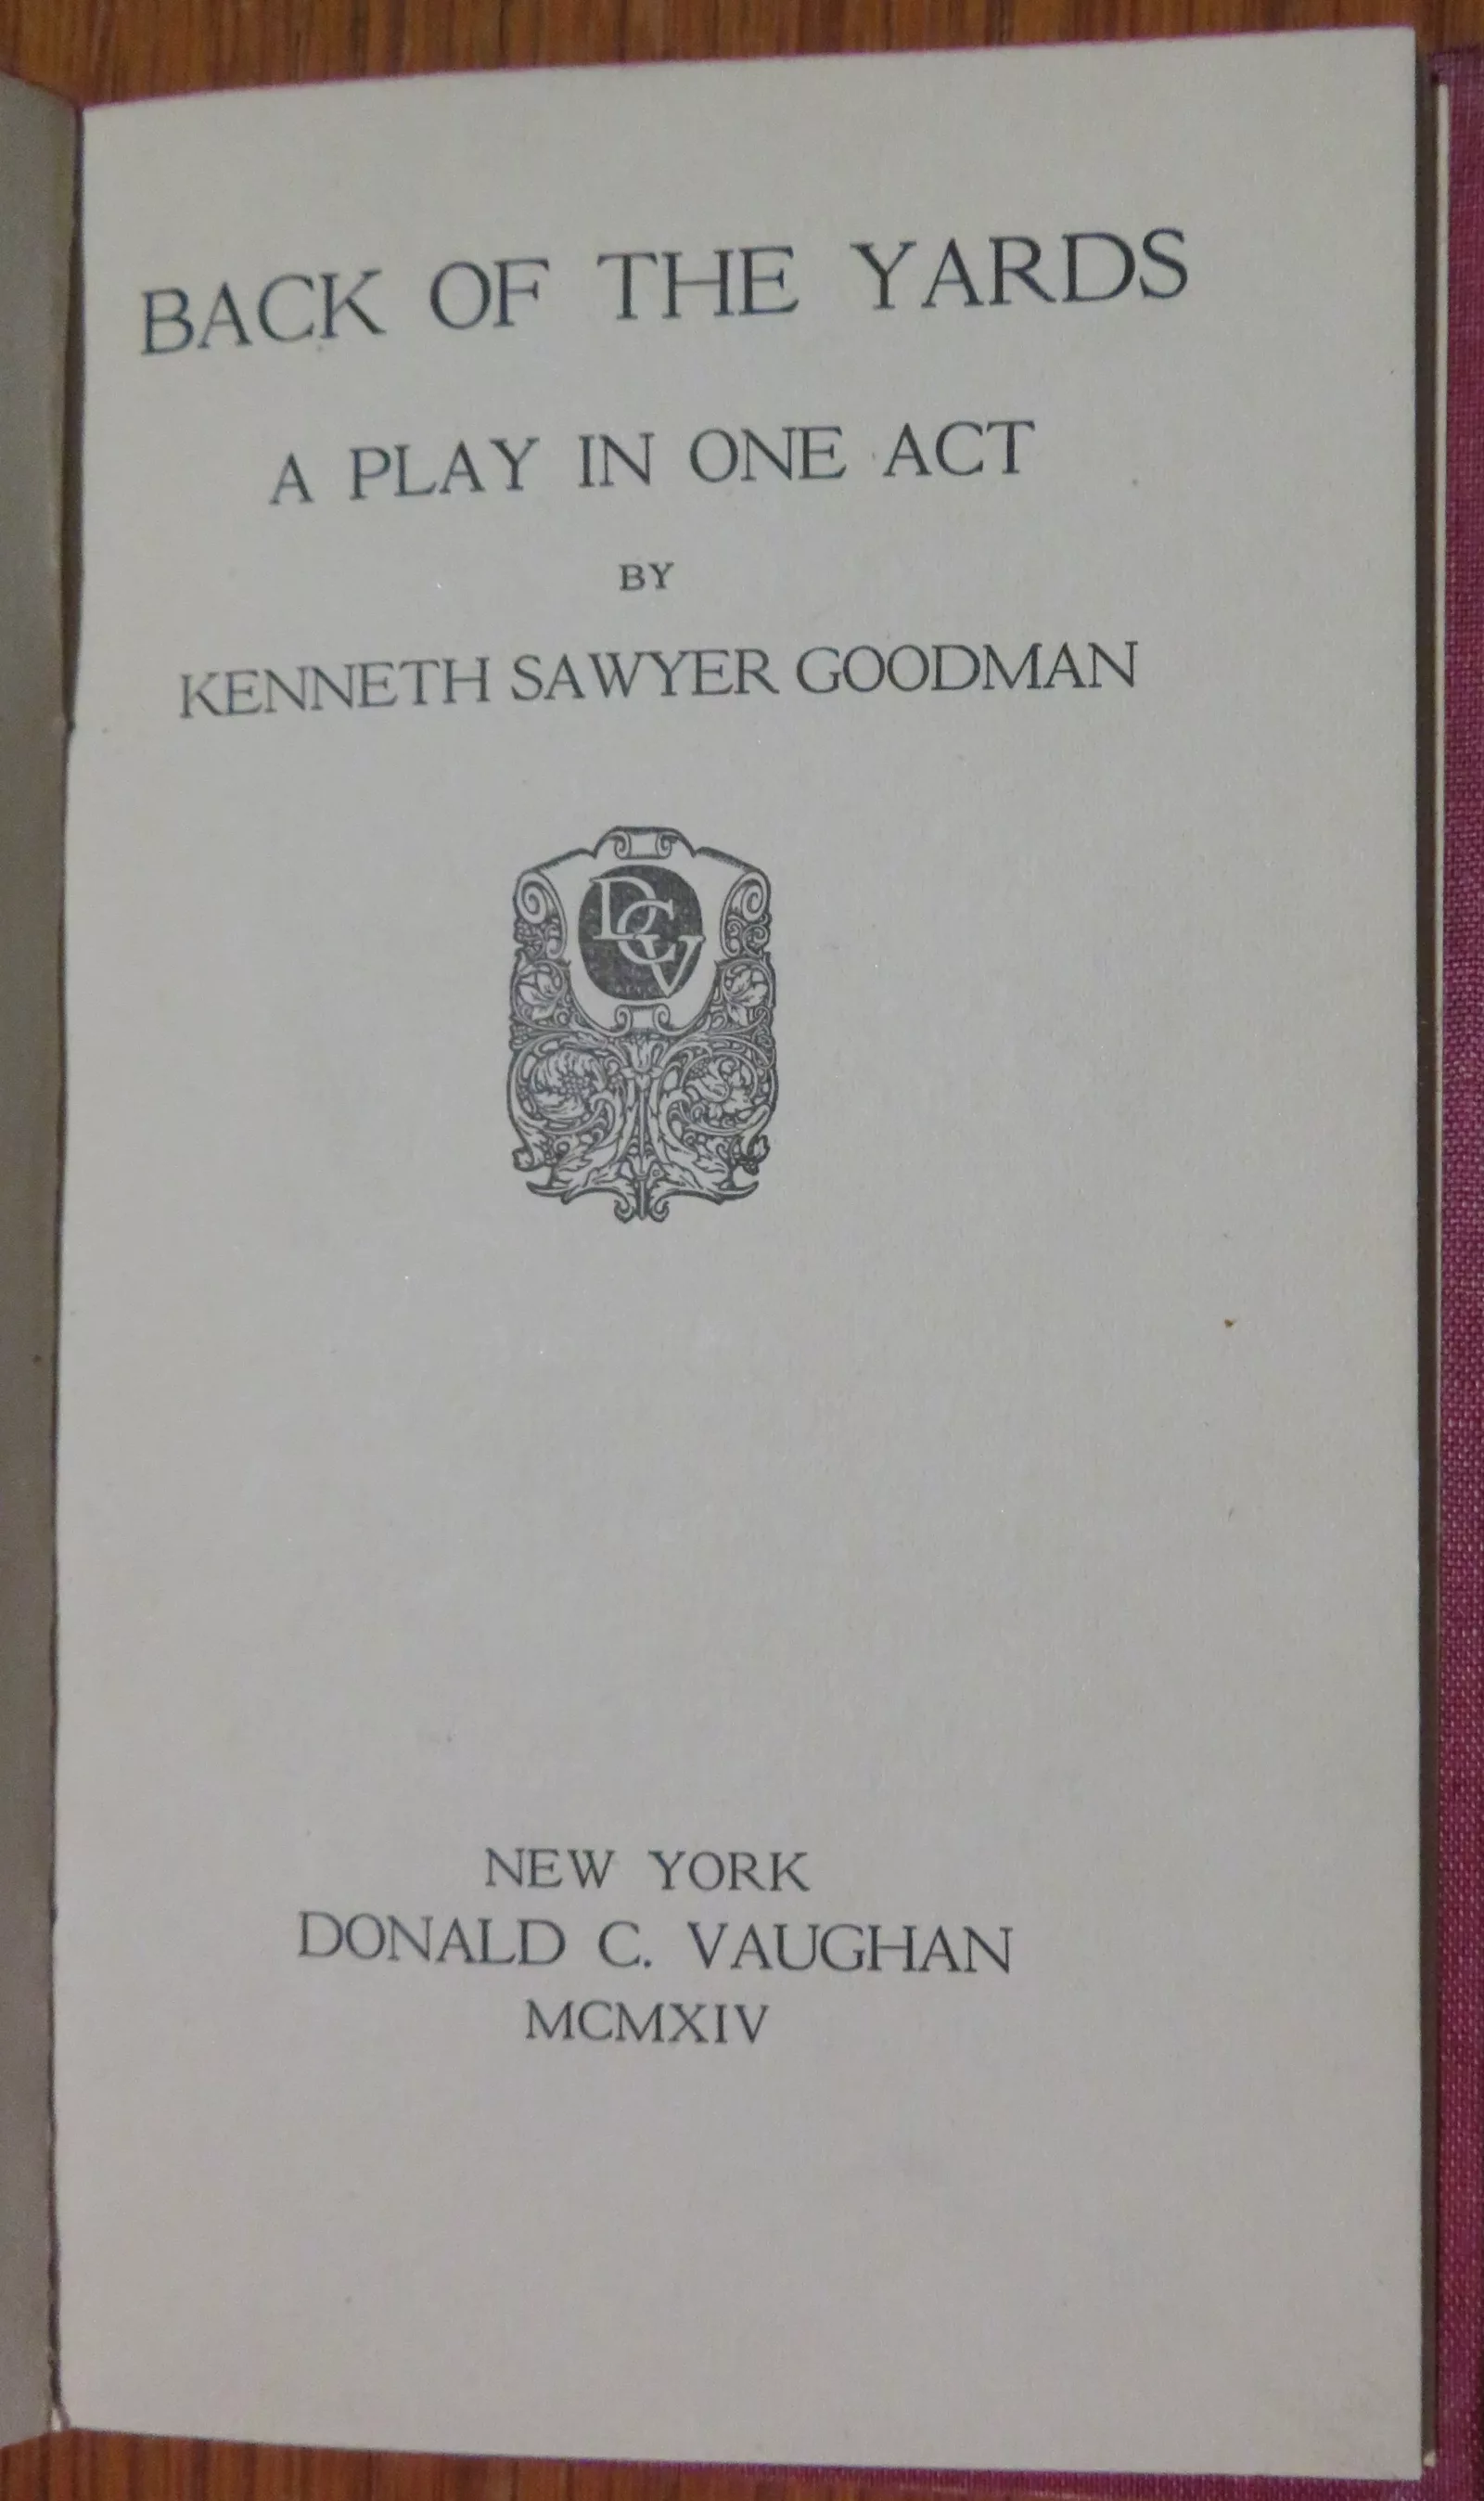 BACK OF THE YARDS
A PLAY IN ONE ACT
BY
KENNETH SAWYER GOODMAN
DCV
NEW YORK
DONALD C. VAUGHAN
MCMXIV